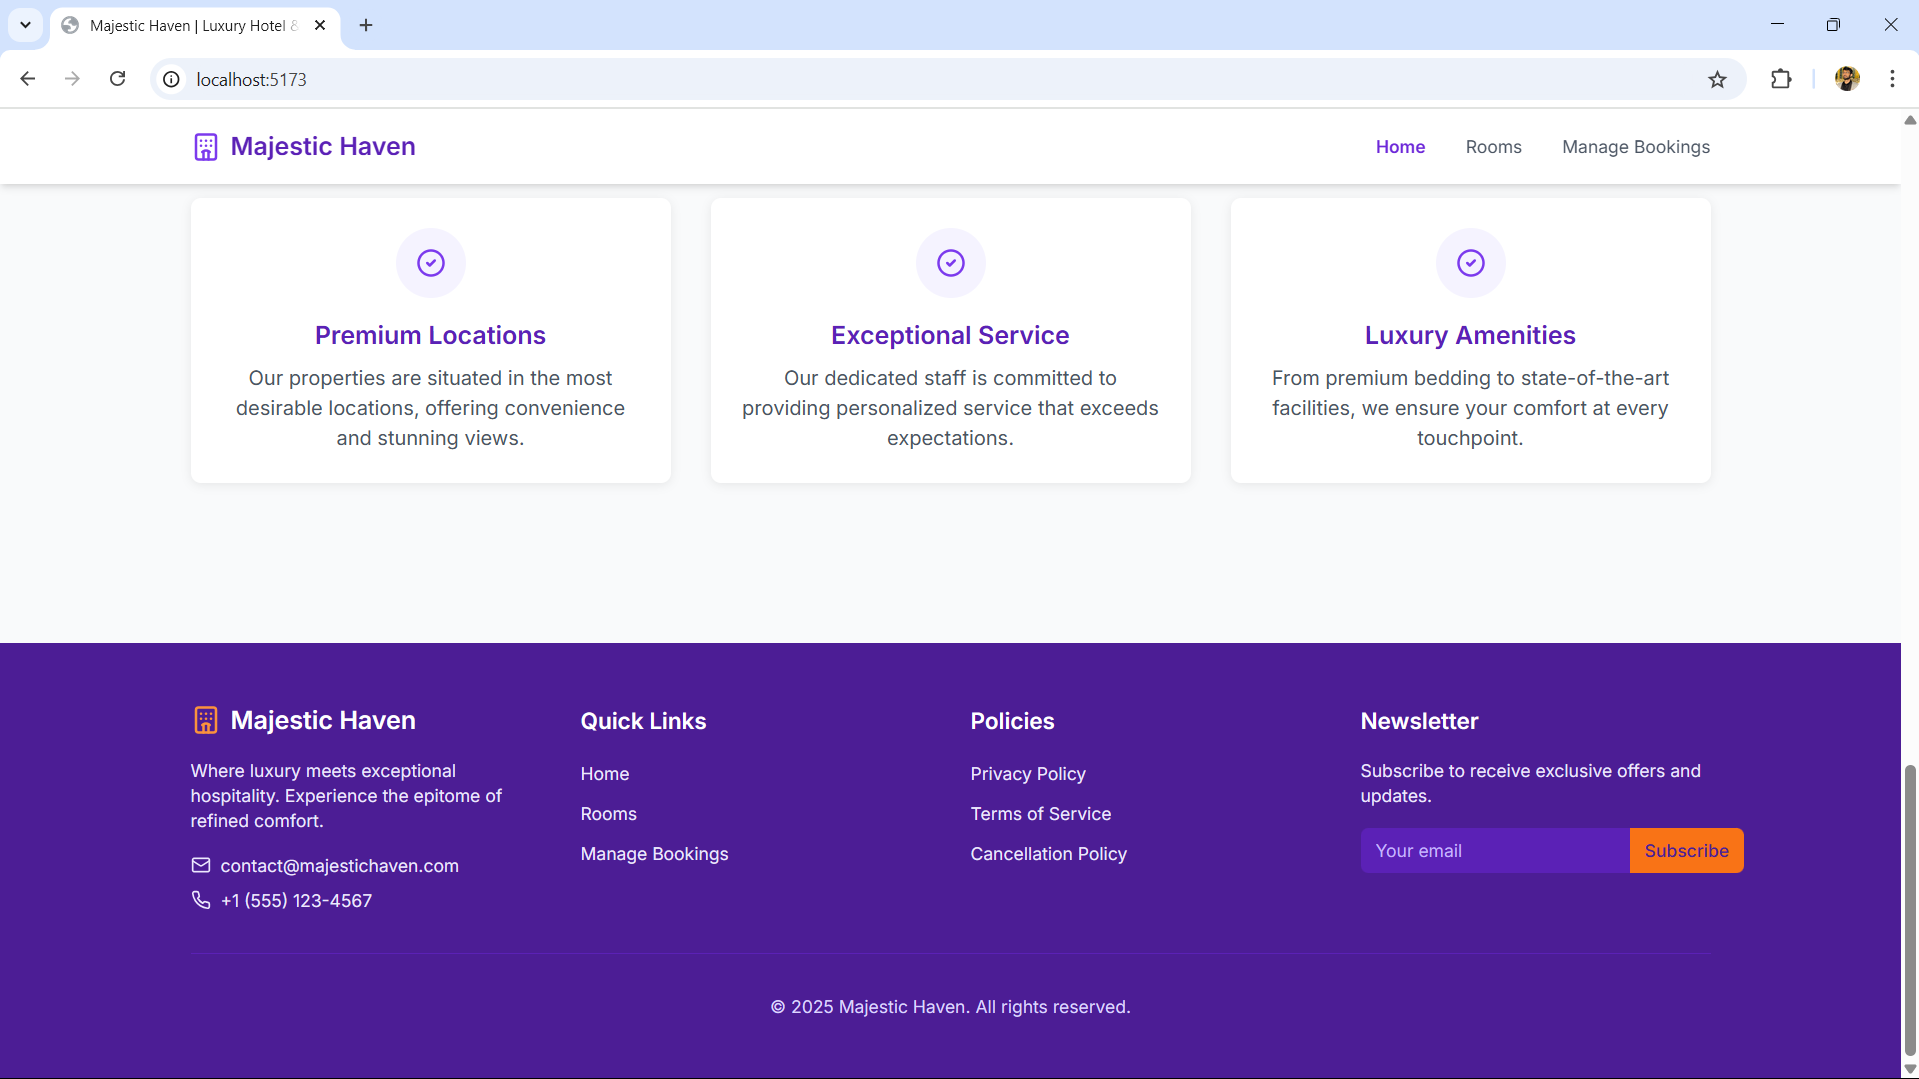 Majestic Haven | Luxury Hotel &
localhost:5173
Majestic Haven
Home
Rooms
Manage Bookings
Premium Locations
Our properties are situated in the most
desirable locations, offering convenience
and stunning views.
Exceptional Service
Our dedicated staff is committed to
providing personalized service that exceeds
expectations.
Luxury Amenities
From premium bedding to state-of-the-art
facilities, we ensure your comfort at every
touchpoint.
Majestic Haven
Where luxury meets exceptional
hospitality. Experience the epitome of
refined comfort.
contact@majestichaven.com
+1 (555) 123-4567
Quick Links
Home
Rooms
Manage Bookings
Policies
Privacy Policy
Terms of Service
Cancellation Policy
Newsletter
Subscribe to receive exclusive offers and
updates.
Your email
Subscribe
© 2025 Majestic Haven. All rights reserved.